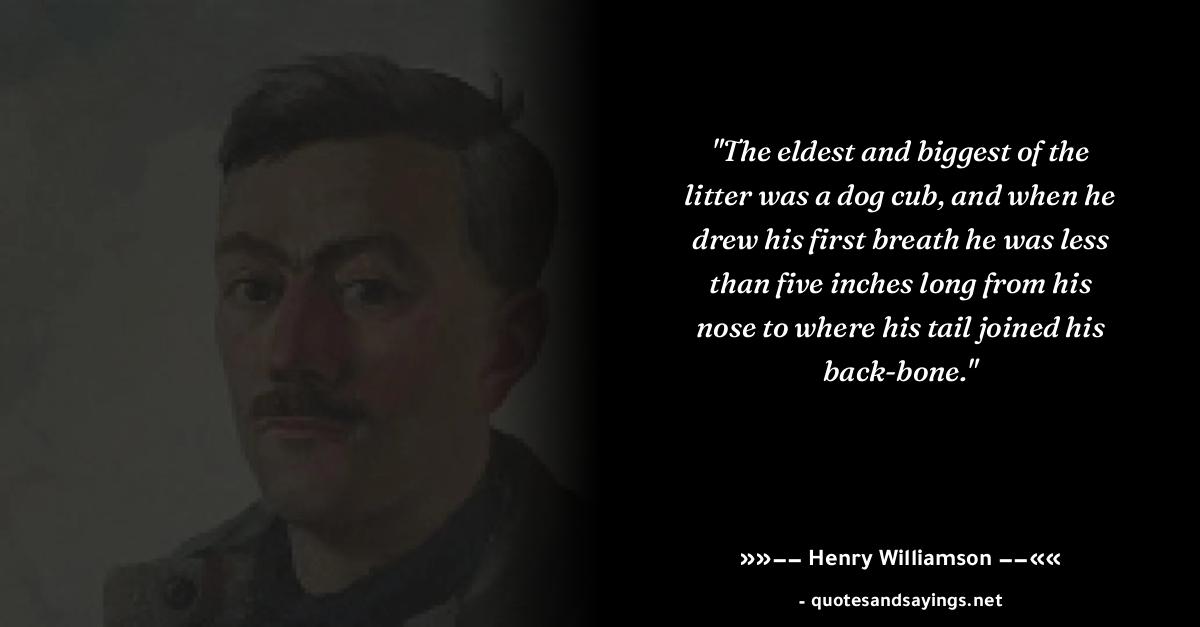 "The eldest and biggest of the
litter was a dog cub, and when he
drew his first breath he was less
than five inches long from his
nose to where his tail joined his
back-bone."
»»–– Henry Williamson ––««
- quotesandsayings.net